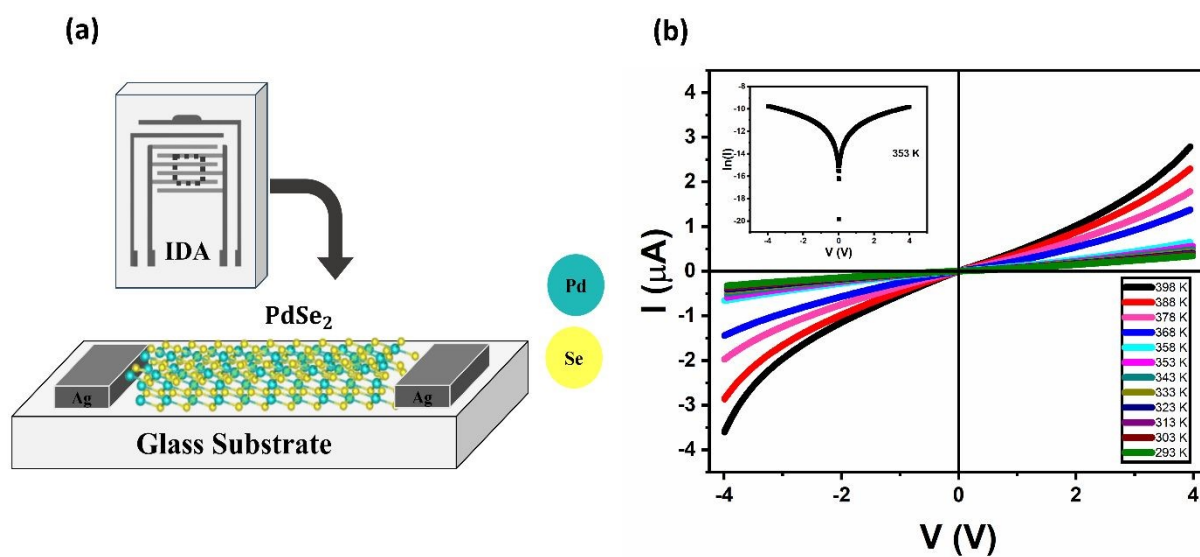 (a)
IDA
PdSe₂
Pd
Se
Ag
Ag
Glass Substrate
(b)
I (μA)
4
3
2
1
0
-1
-2
-3
-4
-4
-2
0
2
4
V (V)
ln(I)
-8
-10
-12
-14
-16
-18
-20
-4
-2
0
2
4
V (V)
353 K
398 K
388 K
378 K
368 K
358 K
353 K
343 K
333 K
323 K
313 K
303 K
293 K